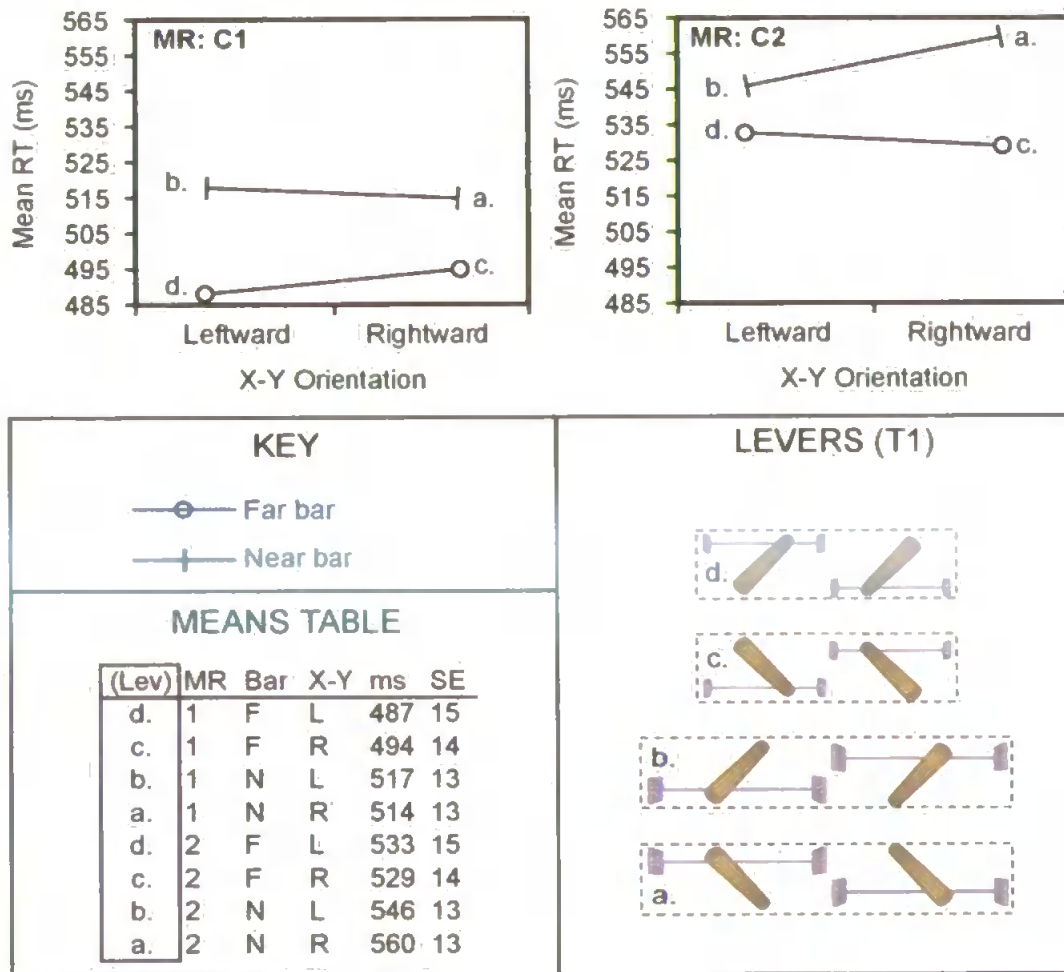 MR: C1
565
555
545
535
525
515
505
495
485
Mean RT (ms)
b.
a.
d.
c.
Leftward Rightward
X-Y Orientation
MR: C2
565
555
545
535
525
515
505
495
485
Mean RT (ms)
a.
b.
d.
c.
Leftward Rightward
X-Y Orientation
KEY
Far bar
Near bar
MEANS TABLE
(Lev) MR Bar X-Y ms SE
d. 1 F L 487 15
c. 1 F R 494 14
b. 1 N L 517 13
a. 1 N R 514 13
d. 2 F L 533 15
c. 2 F R 529 14
b. 2 N L 546 13
a. 2 N R 560 13
LEVERS (T1)
d.
c.
b.
a.